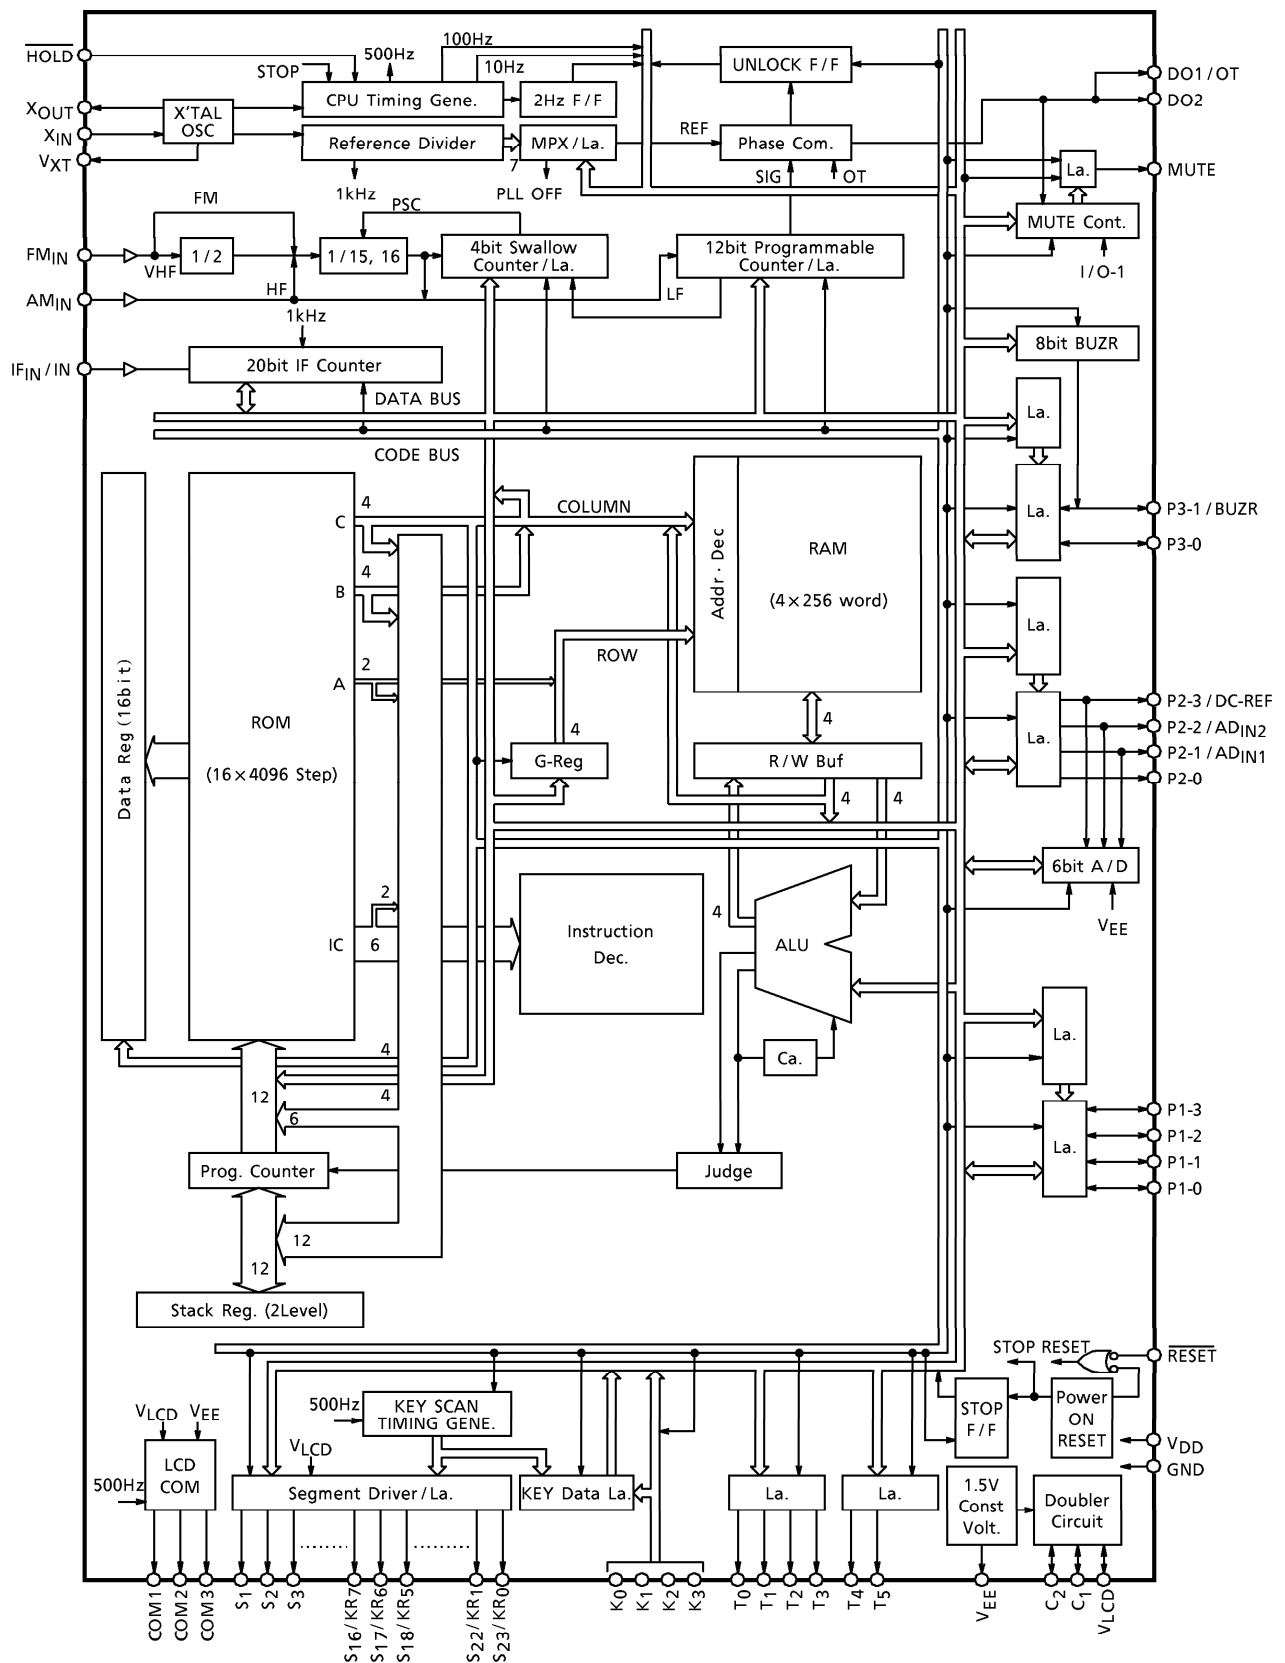 HOLD
XOUT
XIN
VXT
FMIN
AMIN
IFIN / IN
STOP
500Hz
100Hz
10Hz
CPU Timing Gene.
2Hz F / F
X'TAL
OSC
Reference Divider
7
MPX / La.
1kHz
PLL OFF
UNLOCK F / F
REF
Phase Com.
SIG
OT
DO1 / OT
DO2
La.
MUTE
MUTE Cont.
I / O-1
FM
PSC
VHF
1 / 2
HF
1 / 15, 16
4bit Swallow
Counter / La.
LF
12bit Programmable
Counter / La.
1kHz
20bit IF Counter
DATA BUS
CODE BUS
8bit BUZR
La.
La.
P3-1 / BUZR
P3-0
La.
La.
P2-3 / DC-REF
P2-2 / ADIN2
P2-1 / ADIN1
P2-0
6bit A / D
VEE
Data Reg (16bit)
ROM
(16×4096 Step)
C
4
B
4
A
2
IC
2
6
COLUMN
ROW
4
G-Reg
Addr · Dec
RAM
(4×256 word)
4
R / W Buf
4
4
Instruction
Dec.
4
ALU
Ca.
Judge
4
4
12
6
Prog. Counter
12
12
Stack Reg. (2Level)
La.
La.
P1-3
P1-2
P1-1
P1-0
STOP RESET
RESET
STOP
F / F
Power
ON
RESET
VDD
GND
1.5V
Const
Volt.
Doubler
Circuit
VLCD
VEE
500Hz
LCD
COM
500Hz
KEY SCAN
TIMING GENE.
VLCD
Segment Driver / La.
KEY Data La.
La.
La.
COM1
COM2
COM3
S1
S2
S3
S16 / KR7
S17 / KR6
S18 / KR5
S22 / KR1
S23 / KR0
K0
K1
K2
K3
T0
T1
T2
T3
T4
T5
VEE
C2
C1
VLCD